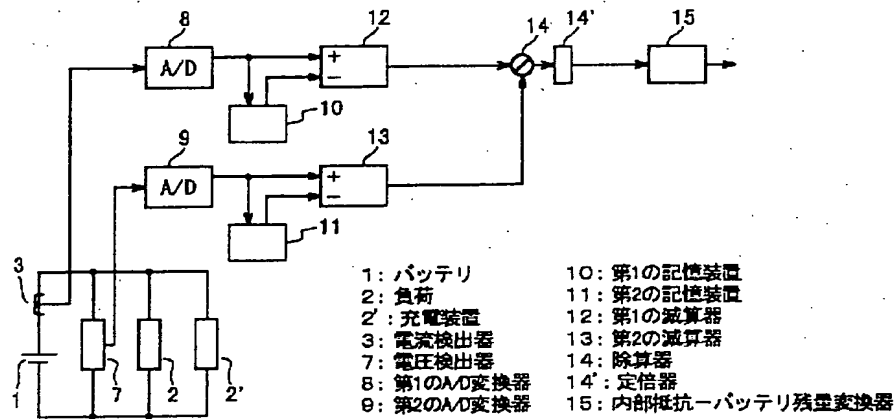 8
12
14
14'
15
A/D
+
−
10
9
13
A/D
+
−
11
3
1
7
2
2'
1: バッテリ
2: 負荷
2': 充電装置
3: 電流検出器
7: 電圧検出器
8: 第1のA/D変換器
9: 第2のA/D変換器
10: 第1の記憶装置
11: 第2の記憶装置
12: 第1の減算器
13: 第2の減算器
14: 除算器
14': 定倍器
15: 内部抵抗ーバッテリ残量変換器